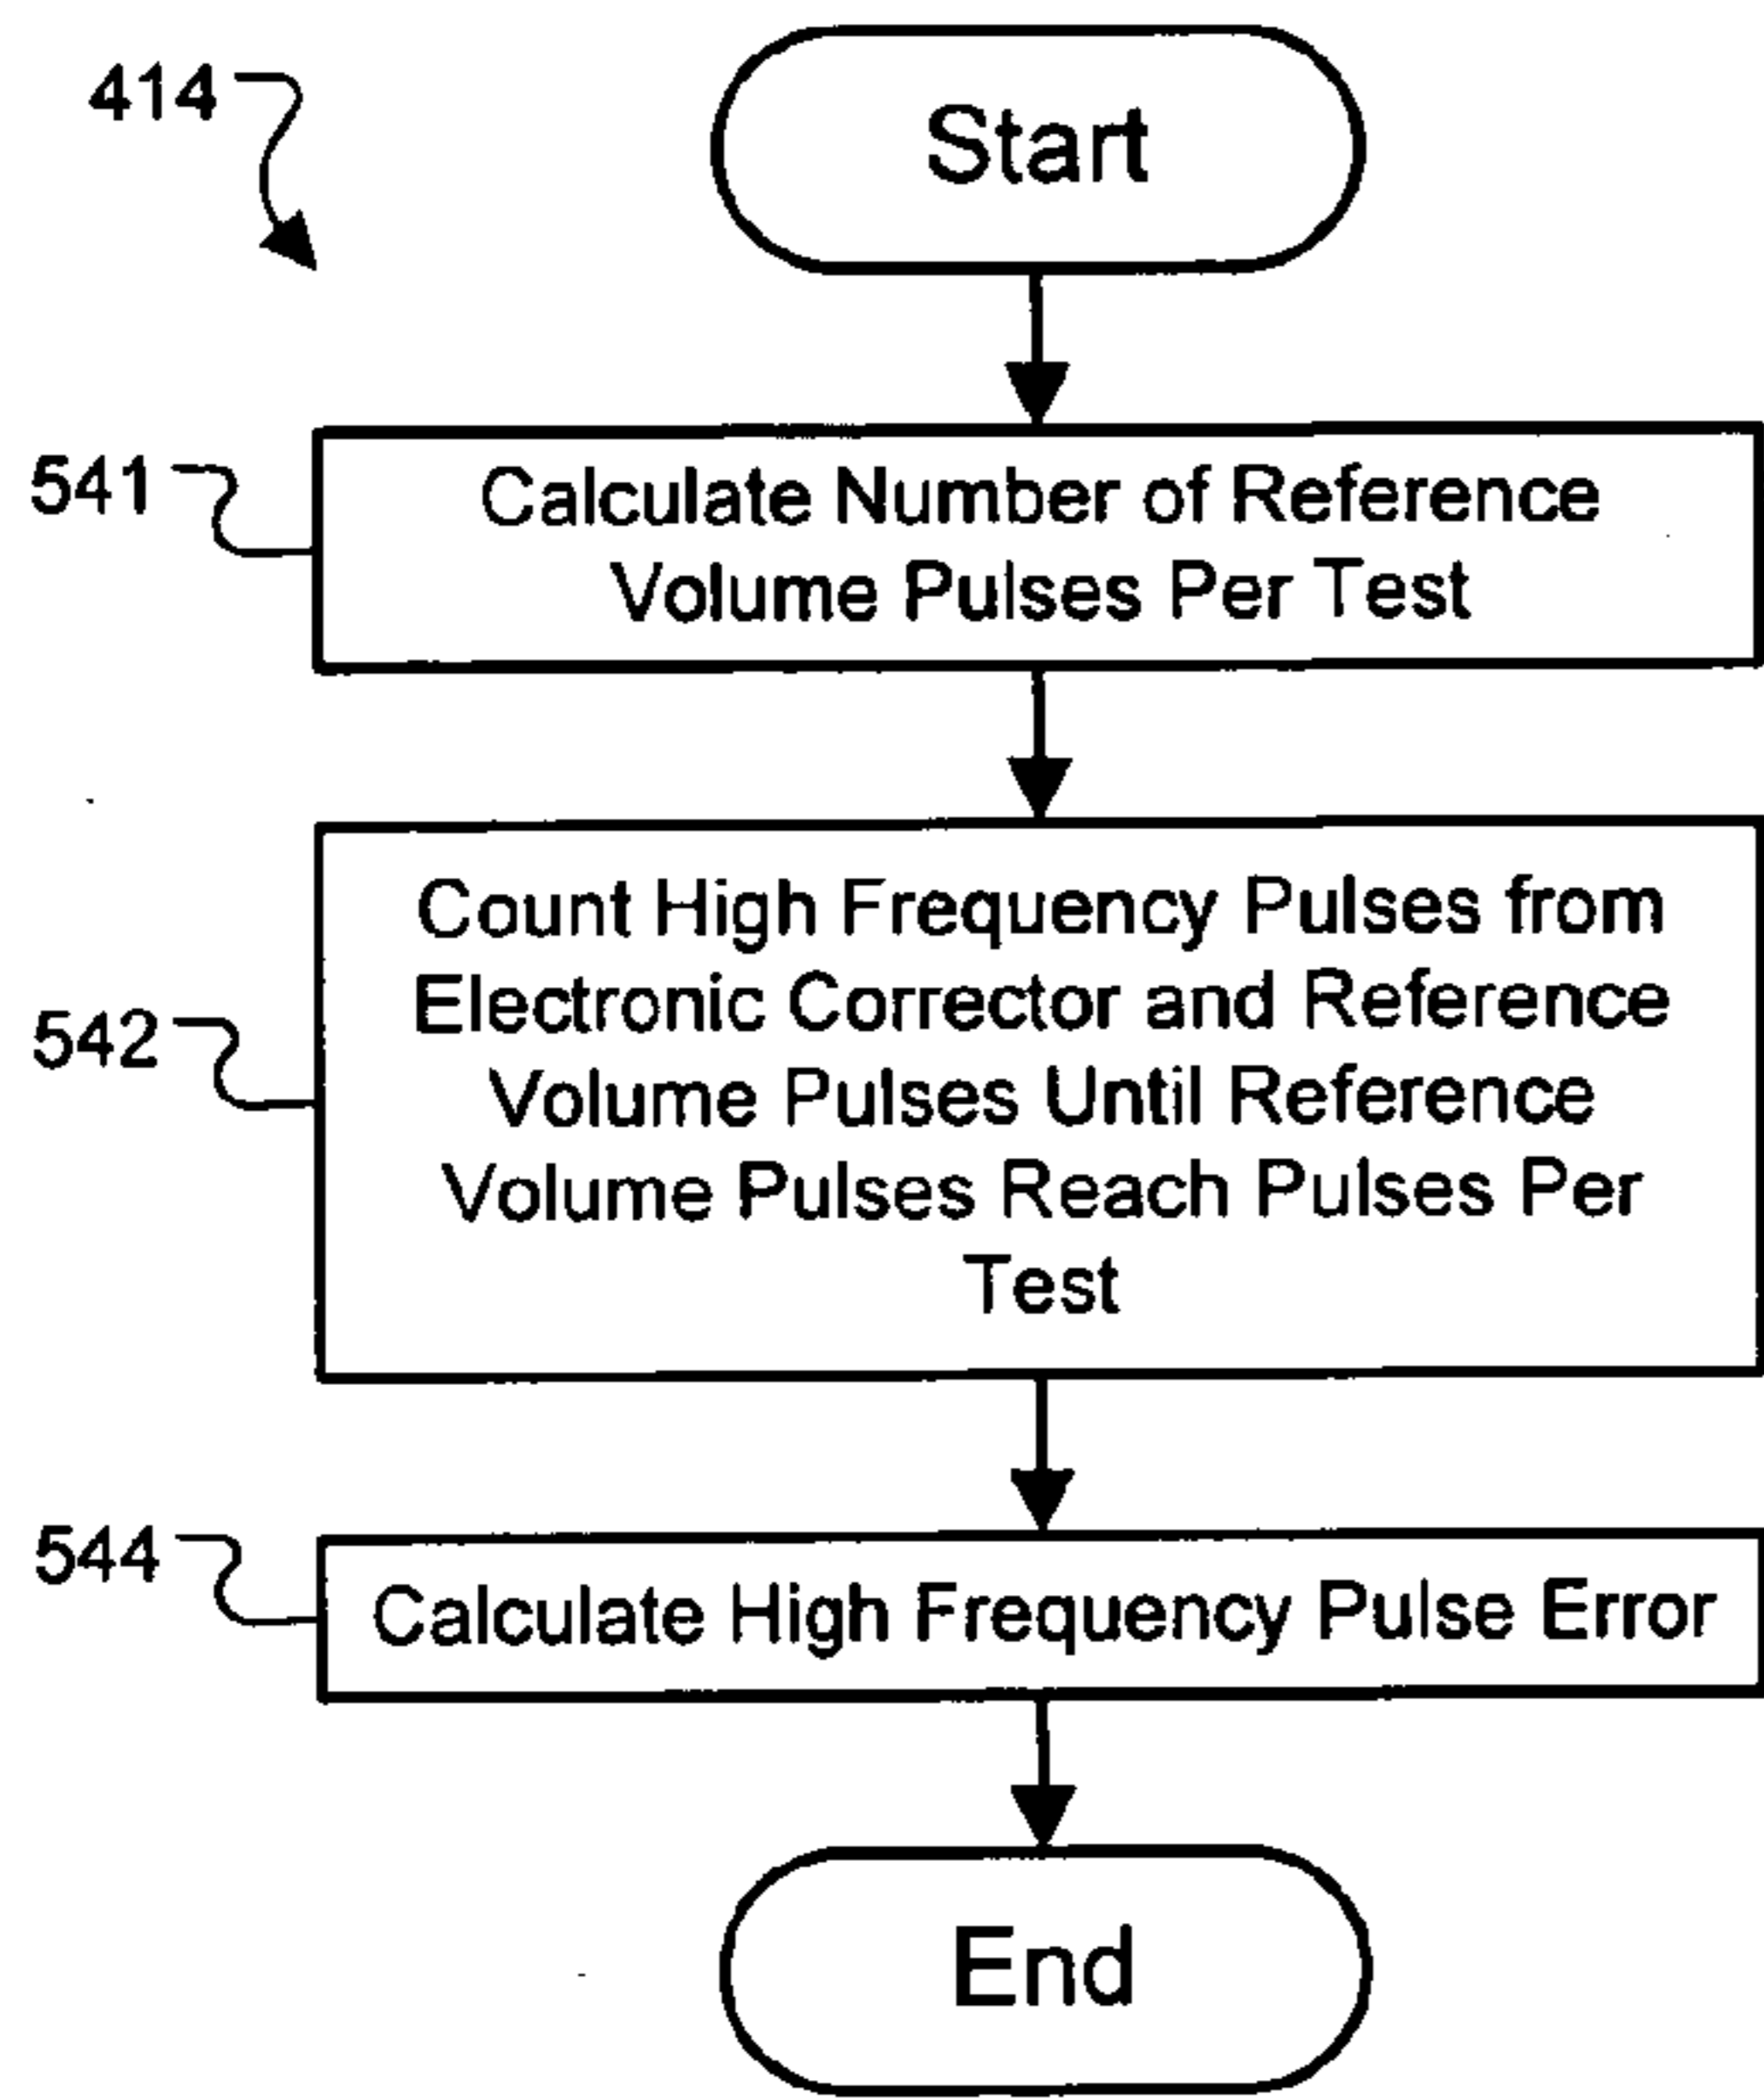 414
Start
541
Calculate Number of Reference
Volume Pulses Per Test
542
Count High Frequency Pulses from
Electronic Corrector and Reference
Volume Pulses Until Reference
Volume Pulses Reach Pulses Per
Test
544
Calculate High Frequency Pulse Error
End